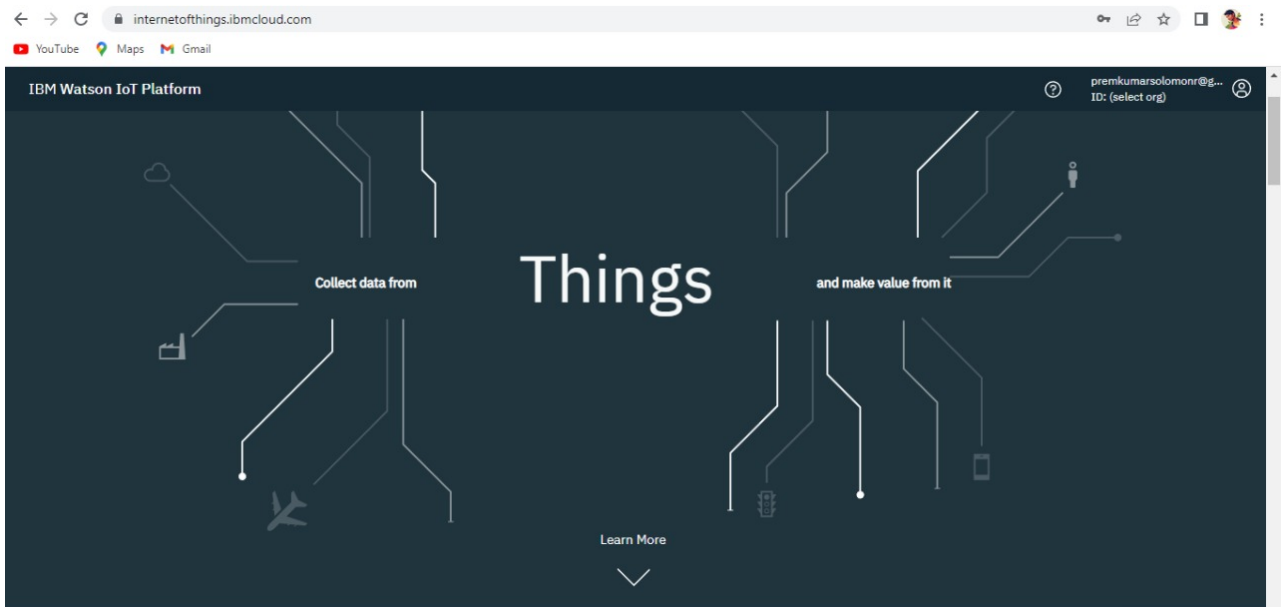 internetofthings.ibmcloud.com
YouTube Maps Gmail
IBM Watson IoT Platform
premkumarsolomonr@g...
ID: (select org)
Collect data from Things and make value from it
Learn More